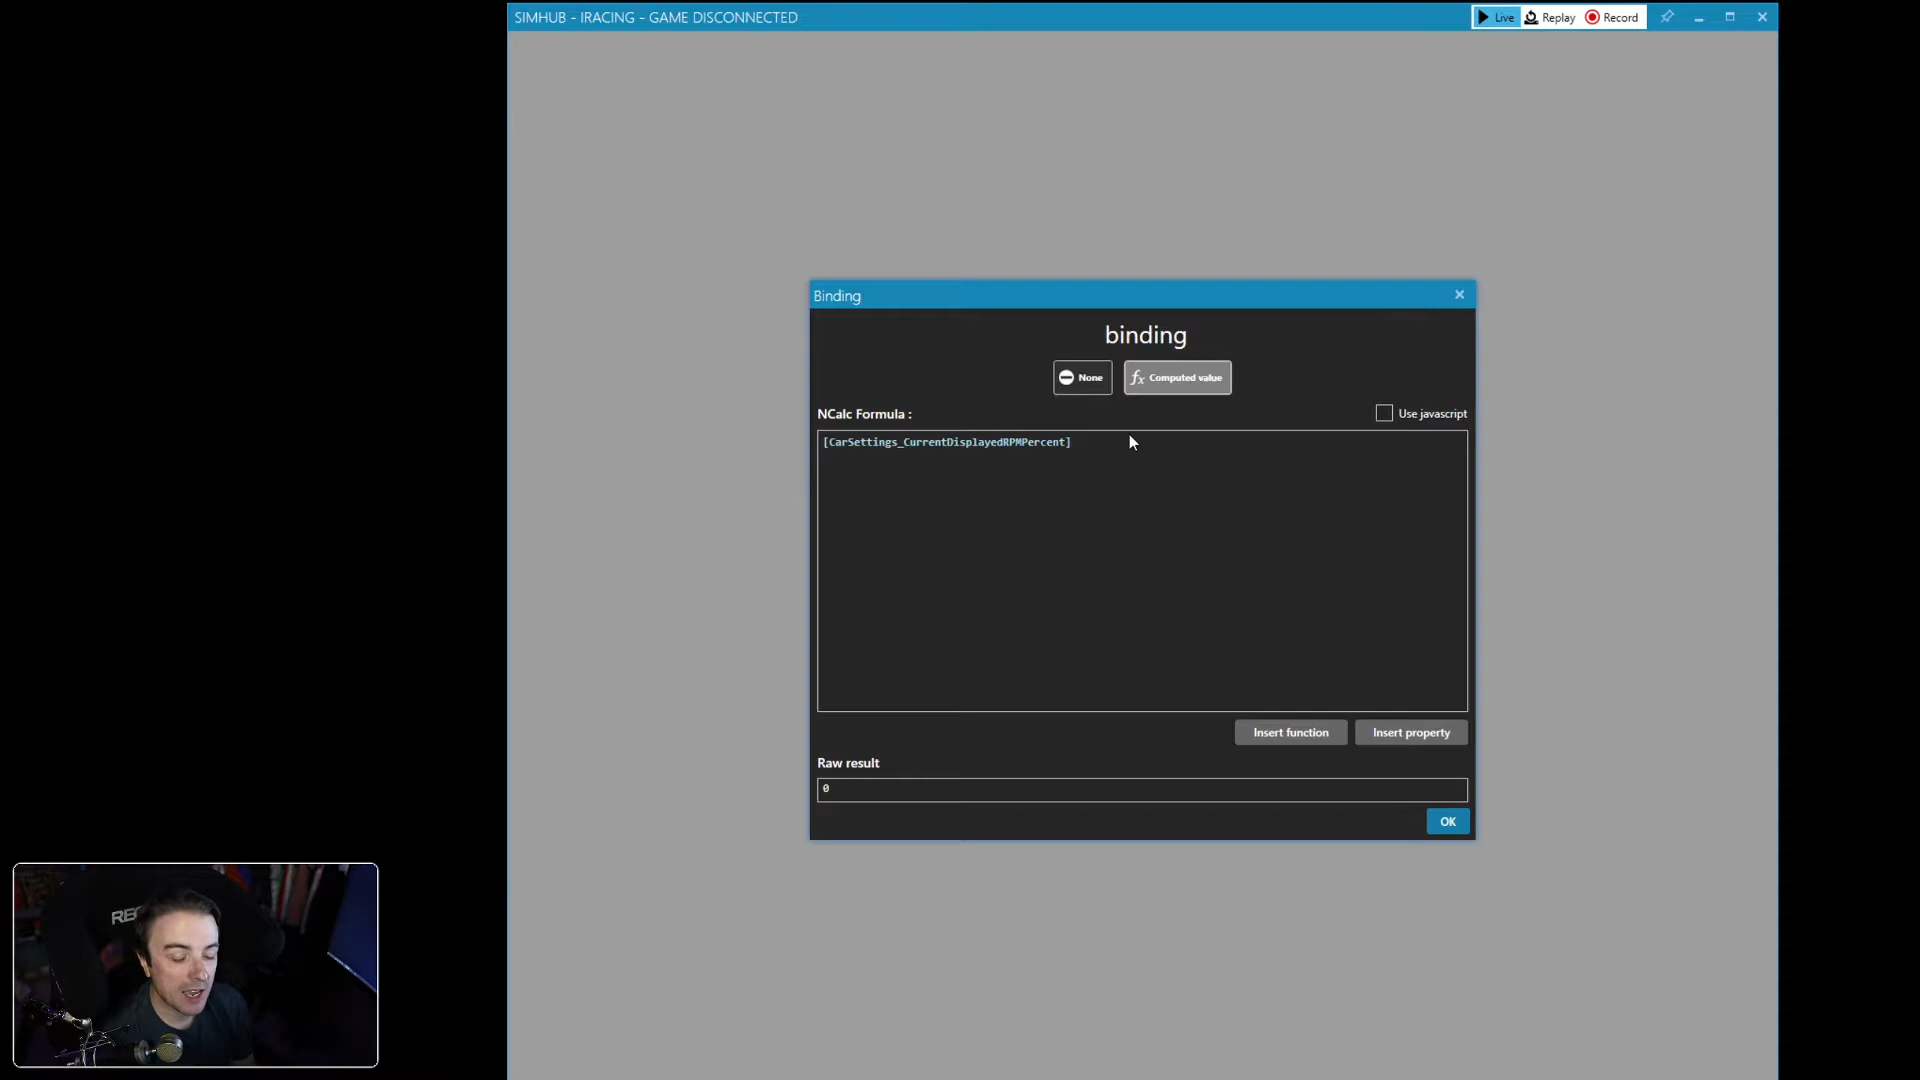 SIMHUB - IRACING - GAME DISCONNECTED
Live Replay Record
Binding
binding
None
fx Computed value
NCalc Formula :
Use javascript
[CarSettings_CurrentDisplayedRPMPercent]
Insert function
Insert property
Raw result
0
OK